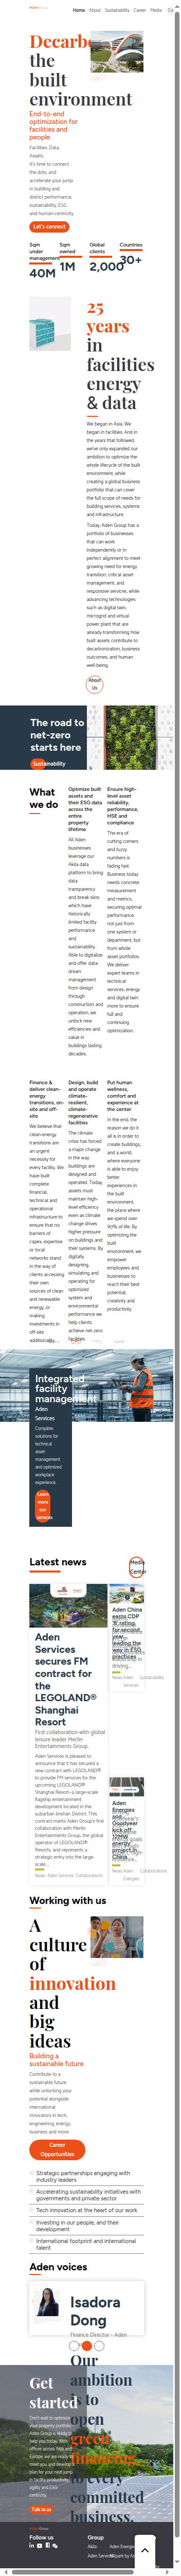 Home About Sustainability Career Media Co
Decarb
the
built
environment
End-to-end
optimization for
facilities and
people
Facilities. Data.
Assets.
It's time to connect
the dots, and
accelerate your jump
in building and
district performance,
sustainability, ESG
and human-centricity.
Let's connect
Sqm
under
management
40M
Sqm
owned
1M
Global
clients
2,000
Countries
30+
25
years
in
facilities
energy
& data
We began in Asia. We
began in facilities. And in
the years that followed,
we've only expanded our
ambition to optimize the
whole lifecycle of the built
environment, while
creating a global business
portfolio that can cover
the full scope of needs for
building services, systems
and infrastructure.
Today, Aden Group has a
portfolio of businesses
that can work
independently or in
perfect alignment to meet
growing need for energy
transition, critical asset
management, and
responsive services, while
enhancing technologies
such as digital twin,
microgrid and virtual
power plant that are
already transforming how
built assets contribute to
decarbonization, business
outcomes, and human
well-being.
About
Us
The road to
net-zero
starts here
Sustainability
What
we do
Optimize built
assets and
their ESG data
across the
entire
property
lifetime
All Aden
businesses
leverage our
Akila data
platform to bring
data
transparency
and break silos
which have
historically
limited facility
performance
and
sustainability.
Able to digitalize
and offer data-
driven
management
from design
through
construction and
operation, we
unlock new
efficiencies and
value in
buildings lasting
decades.
Ensure high-
level asset
reliability,
performance,
HSE and
compliance
The era of
cutting corners
and fuzzy
numbers is
fading fast.
Business today
needs concrete
measurement
and metrics,
securing optimal
performance
not just from
one system or
department, but
from whole
asset portfolios.
We deliver
expert teams in
technical
services, energy
and digital twin
more to ensure
full and
continuing
optimization.
Finance &
deliver clean-
energy
transitions, on-
site and off-
site
We believe that
clean energy
transitions are
an urgent
necessity for
every facility. We
have built
complete
financial,
technical and
operational
infrastructure to
ensure that no
barriers of
capex, expertise
or local
networks stand
in the way of
clients accessing
their own
sources of clean
and renewable
energy, or
making
investments in
off-site
additionality.
Design, build
and operate
climate-
resilient,
climate-
regenerative
facilities
The climate
crisis has forced
a major change
in the way
buildings are
designed and
operated. Today,
assets must
maintain high-
level efficiency
even as climate
change drives
higher pressure
on buildings and
their systems. By
digitally
designing,
simulating and
operating for
optimized
system and
environmental
performance we
help clients
achieve net-zero
facilities.
Put human
wellness,
comfort and
experience at
the center
In the end, the
reason we do it
all is in order to
create buildings,
and a world,
where everyone
is able to enjoy
better
experiences in
the built
environment,
the place where
we spend over
90% of life. By
optimizing the
built
environment, we
empower
employees and
businesses to
reach their best
potential,
creativity, and
productivity.
Integrated
facility
management
Aden
Services
Complete
solutions for
technical
asset
management
and optimized
workplace
experience.
Learn
more
our
services
Latest news
Media
Center
Aden
Services
secures FM
contract for
the
LEGOLAND®
Shanghai
Resort
First collaboration with global
leisure leader Merlin
Entertainments Group.
Aden Services is pleased to
announce that it has secured a
new contract with LEGOLAND®
to provide FM services for the
upcoming LEGOLAND®
Shanghai Resort—a large-scale
flagship entertainment
development located in the
suburban Jinshan District. This
contract marks Aden Group's first
collaboration with Merlin
Entertainments Group, the global
operator of LEGOLAND®
Resorts, and represents a
strategic entry into the large-
scale ...
News Aden Services Collaborations
Aden China
earns CDP
'B' rating
for second
year,
leading the
way in ESG
practices
driving...
News Aden
Services
Sustainability
Aden
Energies
and
Goodyear
kick off
12MW
energy
project in
China
News Aden
Energies
Collaborations
Working with us
A
culture
of
innovation
and
big
ideas
Building a
sustainable future
Contribute to a
sustainable future
while unlocking your
potential alongside
international
innovators in tech,
engineering, energy,
business and more.
Career
Opportunities
Strategic partnerships engaging with
industry leaders
Accelerating sustainability initiatives with
governments and private sector
Tech innovation at the heart of our work
Investing in our people, and their
development
International footprint and international
talent
Aden voices
Isadora
Dong
Finance Director - Aden
Our
ambition
is to
open
green
financing
to every
committed
business.
Get
started
Don't wait to optimize
your property portfolio.
Aden Group is ready to
help you, today. With
offices across Asia and
Europe, we are ready to
meet you and develop a
plan for your next jump
in facility productivity,
agility and ESG
centricity.
Talk to us
Follow us
Group
Akila
Aden Energies
Aden Services